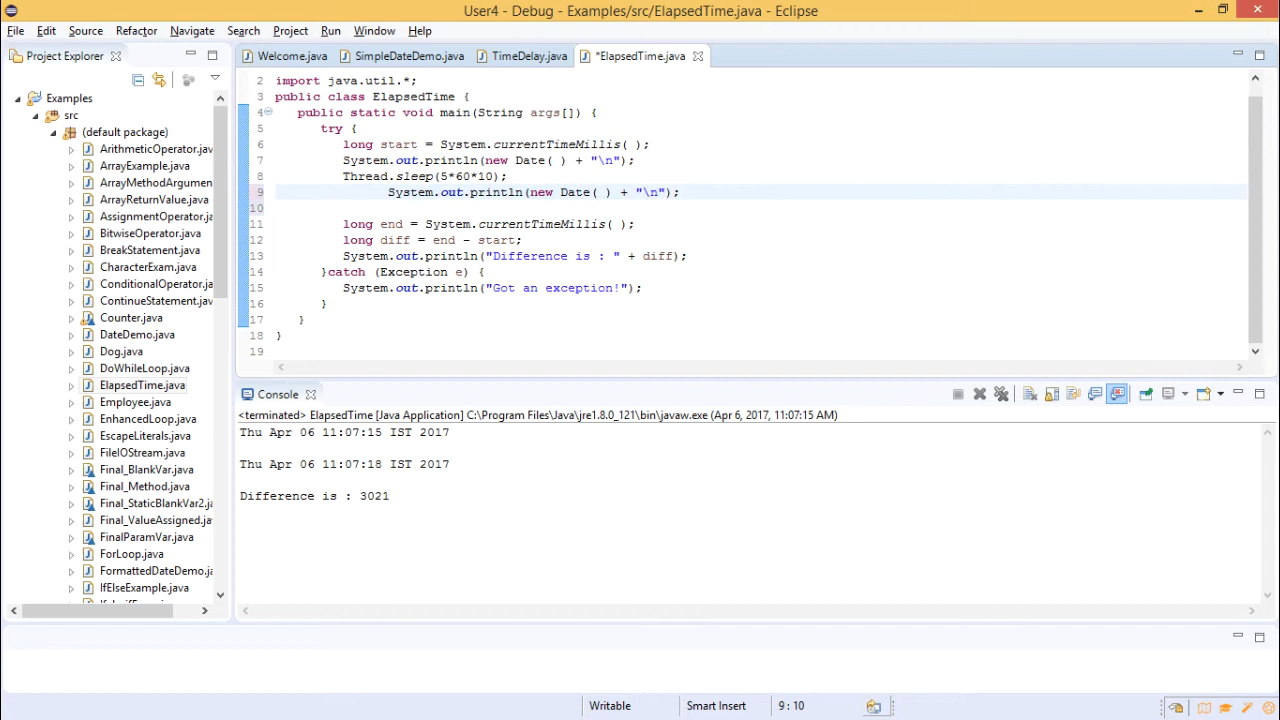 User4 - Debug - Examples/src/ElapsedTime.java - Eclipse
File Edit Source Refactor Navigate Search Project Run Window Help
Project Explorer
Welcome.java SimpleDateDemo.java TimeDelay.java *ElapsedTime.java
Examples
src
(default package)
ArithmeticOperator.jav
ArrayExample.java
ArrayMethodArgumen
ArrayReturnValue.java
AssignmentOperator.jav
BitwiseOperator.java
BreakStatement.java
CharacterExam.java
ConditionalOperator.jav
ContinueStatement.jav
Counter.java
DateDemo.java
Dog.java
DoWhileLoop.java
ElapsedTime.java
Employee.java
EnhancedLoop.java
EscapeLiterals.java
FileIOStream.java
Final_BlankVar.java
Final_Method.java
Final_StaticBlankVar2.ja
Final_ValueAssigned.jav
FinalParamVar.java
ForLoop.java
FormattedDateDemo.ja
IfElseExample.java
2 import java.util.*;
3 public class ElapsedTime {
4 public static void main(String args[]) {
5 try {
6 long start = System.currentTimeMillis( );
7 System.out.println(new Date( ) + "\n");
8 Thread.sleep(5*60*10);
9 System.out.println(new Date( ) + "\n");
10
11 long end = System.currentTimeMillis( );
12 long diff = end - start;
13 System.out.println("Difference is : " + diff);
14 }catch (Exception e) {
15 System.out.println("Got an exception!");
16 }
17 }
18 }
19
Console
<terminated> ElapsedTime [Java Application] C:\Program Files\Java\jre1.8.0_121\bin\javaw.exe (Apr 6, 2017, 11:07:15 AM)
Thu Apr 06 11:07:15 IST 2017
Thu Apr 06 11:07:18 IST 2017
Difference is : 3021
Writable Smart Insert 9 : 10